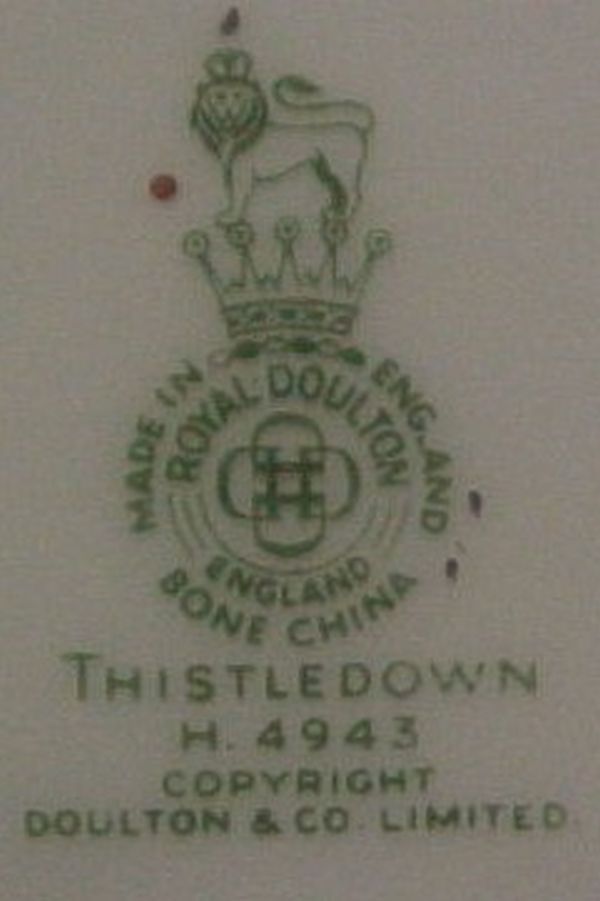 MADE IN ENGLAND
ROYAL DOULTON
ENGLAND
BONE CHINA
THISTLEDOWN
H. 4943
COPYRIGHT
DOULTON & CO. LIMITED